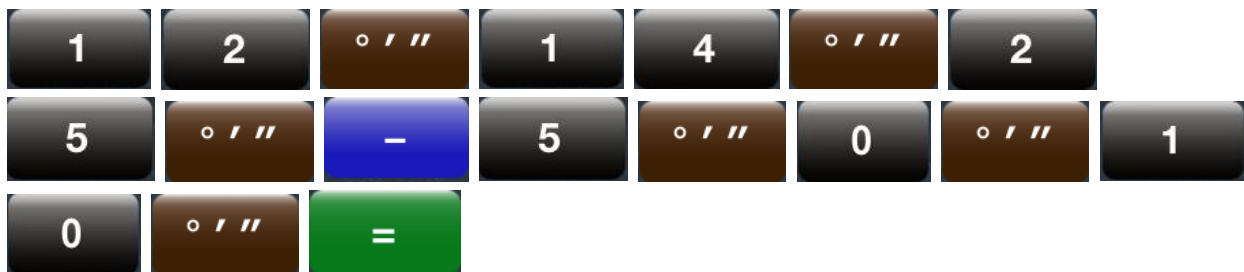 1 2 ° ′ ″ 1 4 ° ′ ″ 2
5 ° ′ ″ − 5 ° ′ ″ 0 ° ′ ″ 1
0 ° ′ ″ =